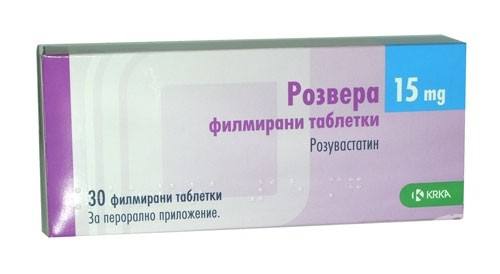 Розвера 15 mg
филмирани таблетки
Розувастатин
30 филмирани таблетки
За перорално приложение.
KRKA